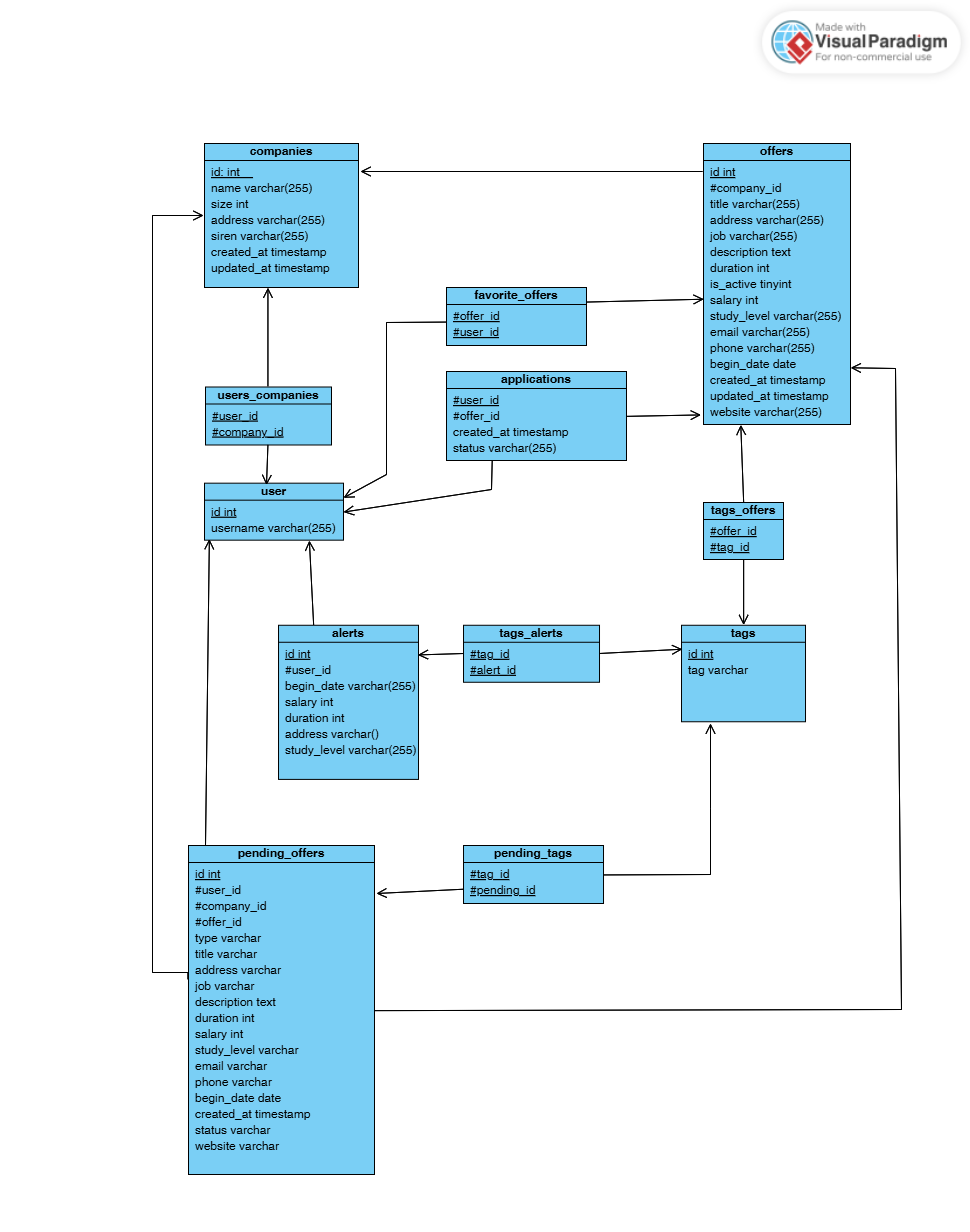 Made with
VisualParadigm
For non-commercial use
companies
id: int
name varchar(255)
size int
address varchar(255)
siren varchar(255)
created_at timestamp
updated_at timestamp
offers
id int
#company_id
title varchar(255)
address varchar(255)
job varchar(255)
description text
duration int
is_active tinyint
salary int
study_level varchar(255)
email varchar(255)
phone varchar(255)
begin_date date
created_at timestamp
updated_at timestamp
website varchar(255)
favorite_offers
#offer_id
#user_id
applications
#user_id
#offer_id
created_at timestamp
status varchar(255)
users_companies
#user_id
#company_id
user
id int
username varchar(255)
tags_offers
#offer_id
#tag_id
alerts
id int
#user_id
begin_date varchar(255)
salary int
duration int
address varchar()
study_level varchar(255)
tags_alerts
#tag_id
#alert_id
tags
id int
tag varchar
pending_offers
id int
#user_id
#company_id
#offer_id
type varchar
title varchar
address varchar
job varchar
description text
duration int
salary int
study_level varchar
email varchar
phone varchar
begin_date date
created_at timestamp
status varchar
website varchar
pending_tags
#tag_id
#pending_id